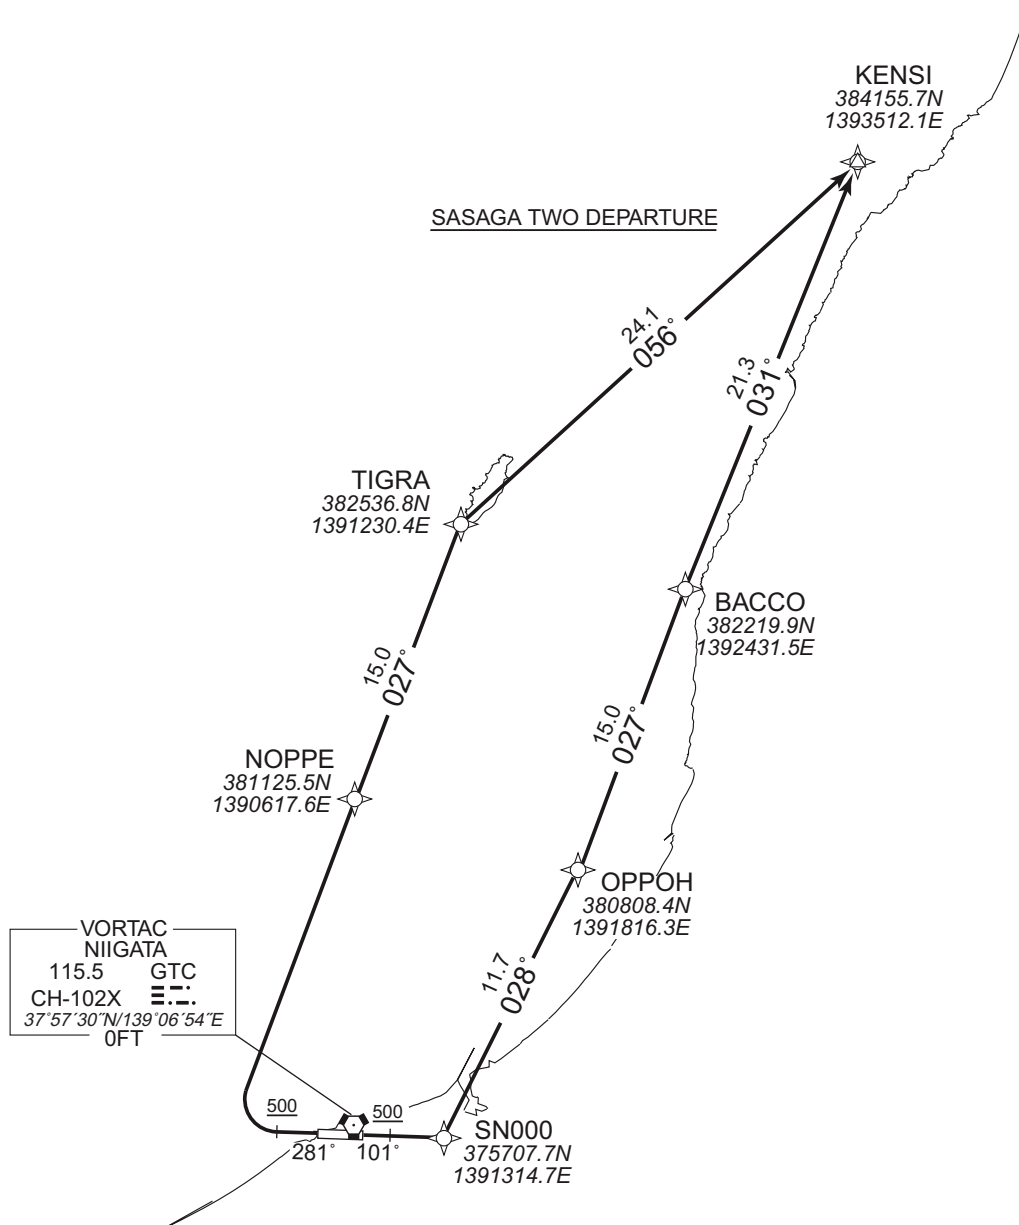 KENSI
384155.7N
1393512.1E
SASAGA TWO DEPARTURE
24.1
056°
21.3
031°
TIGRA
382536.8N
1391230.4E
BACCO
382219.9N
1392431.5E
15.0
027°
15.0
027°
NOPPE
381125.5N
1390617.6E
OPPOH
380808.4N
1391816.3E
VORTAC
NIIGATA
115.5 GTC
CH-102X
37°57′30″N/139°06′54″E
0FT
11.7
028°
500
500
281°
101°
SN000
375707.7N
1391314.7E